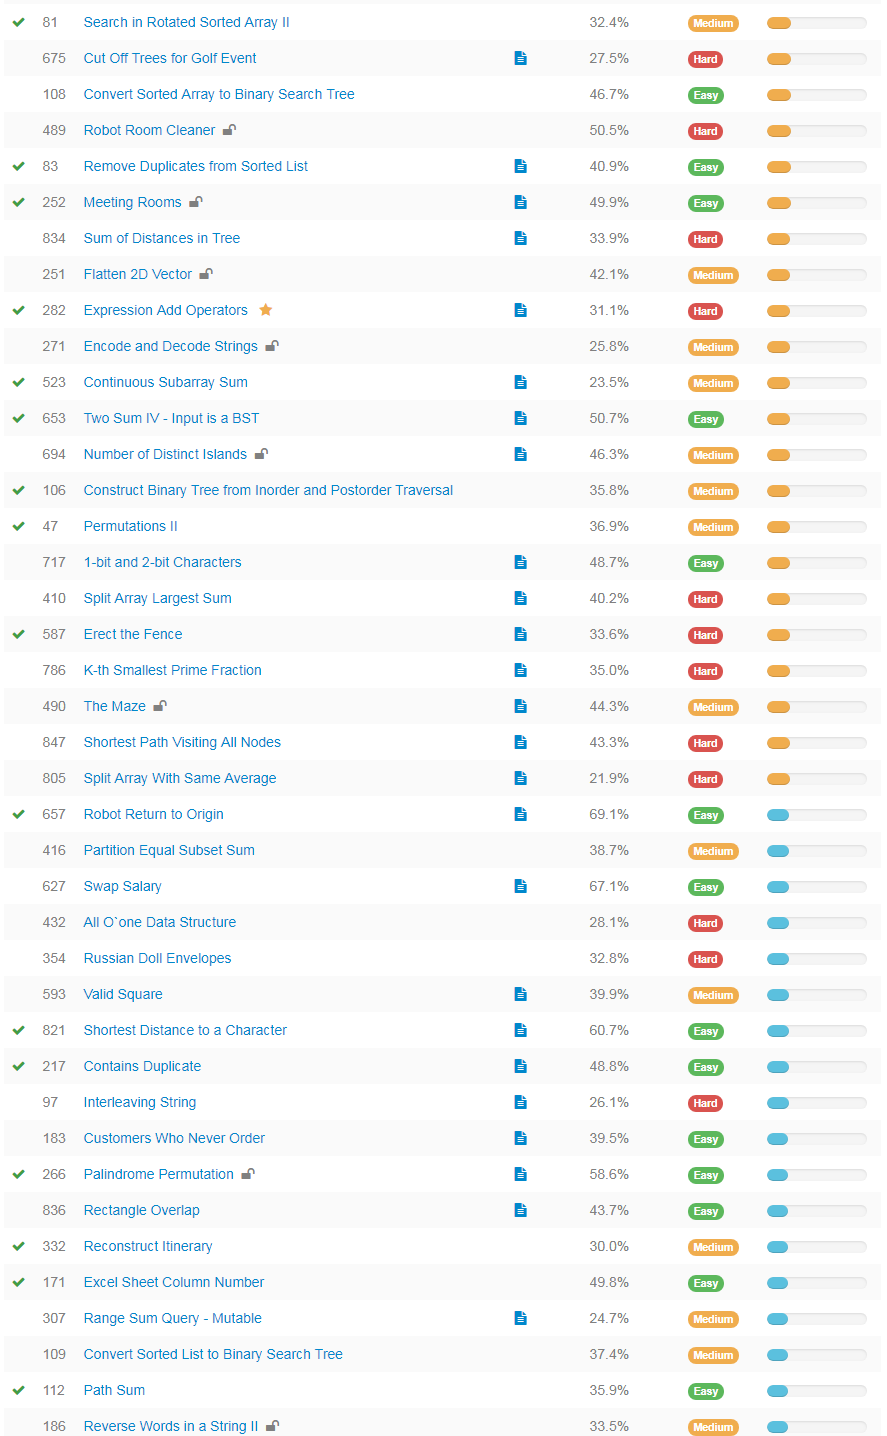 81 Search in Rotated Sorted Array II 32.4% Medium
675 Cut Off Trees for Golf Event 27.5% Hard
108 Convert Sorted Array to Binary Search Tree 46.7% Easy
489 Robot Room Cleaner 50.5% Hard
83 Remove Duplicates from Sorted List 40.9% Easy
252 Meeting Rooms 49.9% Easy
834 Sum of Distances in Tree 33.9% Hard
251 Flatten 2D Vector 42.1% Medium
282 Expression Add Operators 31.1% Hard
271 Encode and Decode Strings 25.8% Medium
523 Continuous Subarray Sum 23.5% Medium
653 Two Sum IV - Input is a BST 50.7% Easy
694 Number of Distinct Islands 46.3% Medium
106 Construct Binary Tree from Inorder and Postorder Traversal 35.8% Medium
47 Permutations II 36.9% Medium
717 1-bit and 2-bit Characters 48.7% Easy
410 Split Array Largest Sum 40.2% Hard
587 Erect the Fence 33.6% Hard
786 K-th Smallest Prime Fraction 35.0% Hard
490 The Maze 44.3% Medium
847 Shortest Path Visiting All Nodes 43.3% Hard
805 Split Array With Same Average 21.9% Hard
657 Robot Return to Origin 69.1% Easy
416 Partition Equal Subset Sum 38.7% Medium
627 Swap Salary 67.1% Easy
432 All O`one Data Structure 28.1% Hard
354 Russian Doll Envelopes 32.8% Hard
593 Valid Square 39.9% Medium
821 Shortest Distance to a Character 60.7% Easy
217 Contains Duplicate 48.8% Easy
97 Interleaving String 26.1% Hard
183 Customers Who Never Order 39.5% Easy
266 Palindrome Permutation 58.6% Easy
836 Rectangle Overlap 43.7% Easy
332 Reconstruct Itinerary 30.0% Medium
171 Excel Sheet Column Number 49.8% Easy
307 Range Sum Query - Mutable 24.7% Medium
109 Convert Sorted List to Binary Search Tree 37.4% Medium
112 Path Sum 35.9% Easy
186 Reverse Words in a String II 33.5% Medium